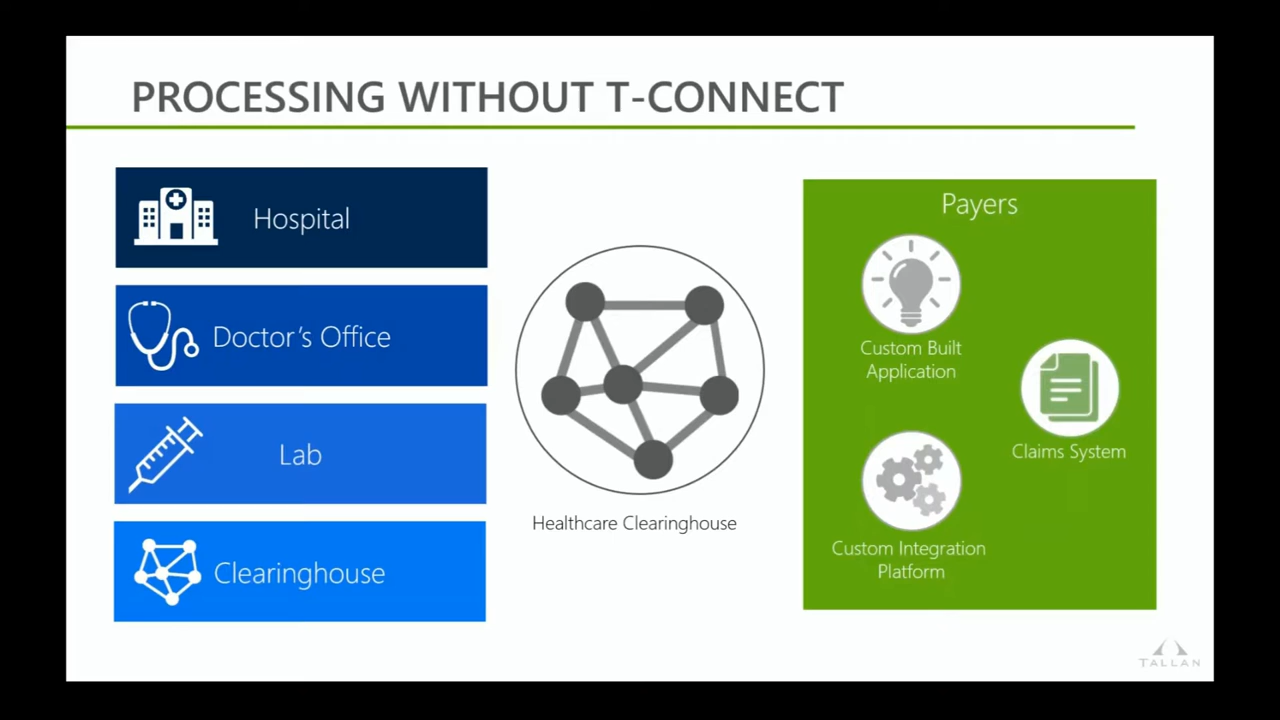 PROCESSING WITHOUT T-CONNECT
Hospital
Doctor's Office
Lab
Clearinghouse
Healthcare Clearinghouse
Payers
Custom Built
Application
Claims System
Custom Integration
Platform
TALLAN